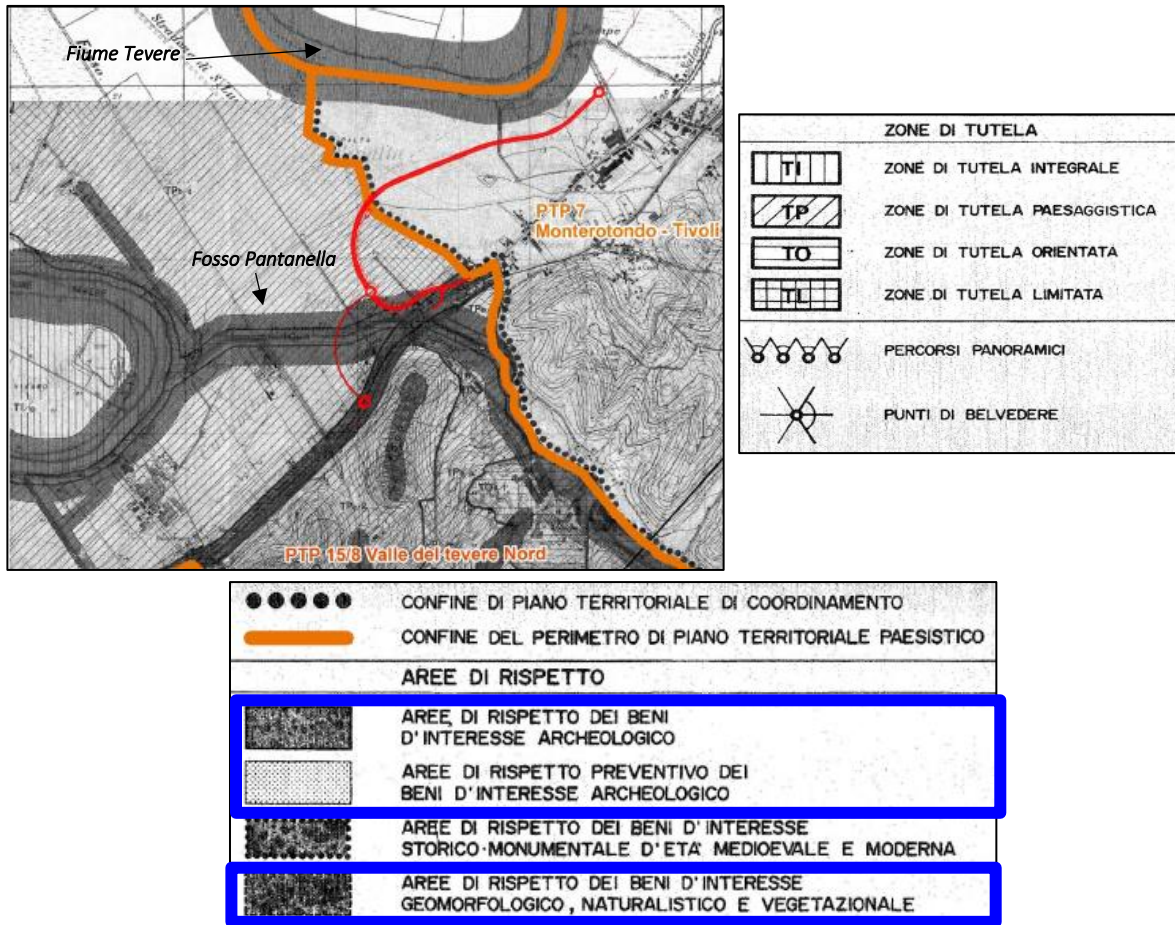 Fiume Tevere
Fosso Pantanella
PTP 7
Monterotondo - Tivoli
PTP 15/8 Valle del tevere Nord
ZONE DI TUTELA
TI ZONE DI TUTELA INTEGRALE
TP ZONE DI TUTELA PAESAGGISTICA
TO ZONE DI TUTELA ORIENTATA
TL ZONE DI TUTELA LIMITATA
PERCORSI PANORAMICI
PUNTI DI BELVEDERE
CONFINE DI PIANO TERRITORIALE DI COORDINAMENTO
CONFINE DEL PERIMETRO DI PIANO TERRITORIALE PAESISTICO
AREE DI RISPETTO
AREE DI RISPETTO DEI BENI
D'INTERESSE ARCHEOLOGICO
AREE DI RISPETTO PREVENTIVO DEI
BENI D'INTERESSE ARCHEOLOGICO
AREE DI RISPETTO DEI BENI D'INTERESSE
STORICO-MONUMENTALE D'ETÀ MEDIOEVALE E MODERNA
AREE DI RISPETTO DEI BENI D'INTERESSE
GEOMORFOLOGICO, NATURALISTICO E VEGETAZIONALE